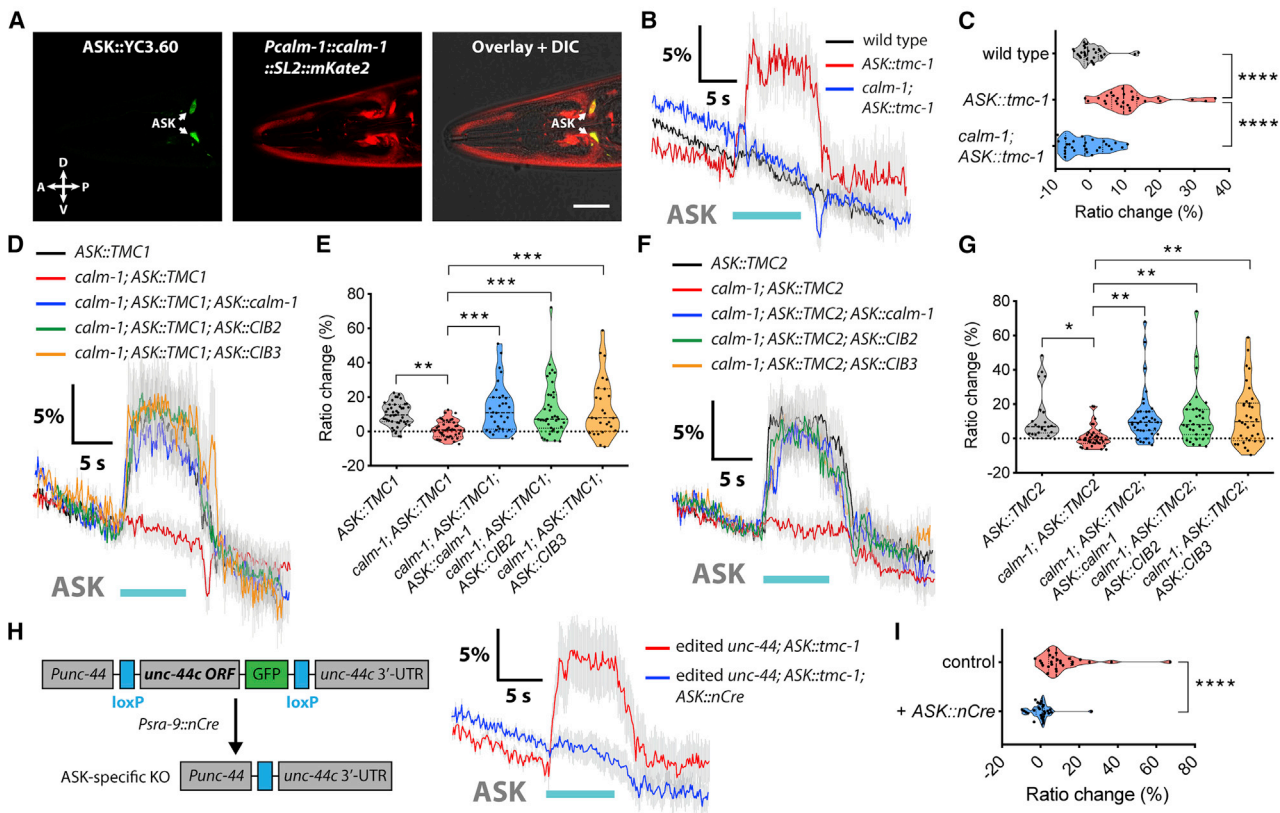 A
ASK::YC3.60
ASK
D
A
P
V
Pcalm-1::calm-1
::SL2::mKate2
Overlay + DIC
ASK
B
5%
5 s
wild type
ASK::tmc-1
calm-1;
ASK::tmc-1
ASK
C
wild type
ASK::tmc-1
calm-1;
ASK::tmc-1
****
****
-10
0
10
20
30
40
Ratio change (%)
D
ASK::TMC1
calm-1; ASK::TMC1
calm-1; ASK::TMC1; ASK::calm-1
calm-1; ASK::TMC1; ASK::CIB2
calm-1; ASK::TMC1; ASK::CIB3
5%
5 s
ASK
E
Ratio change (%)
80
60
40
20
0
-20
**
***
***
***
ASK::TMC1
calm-1; ASK::TMC1
calm-1; ASK::TMC1;
ASK::calm-1
calm-1; ASK::TMC1;
ASK::CIB2
calm-1; ASK::TMC1;
ASK::CIB3
F
ASK::TMC2
calm-1; ASK::TMC2
calm-1; ASK::TMC2; ASK::calm-1
calm-1; ASK::TMC2; ASK::CIB2
calm-1; ASK::TMC2; ASK::CIB3
5%
5 s
ASK
G
Ratio change (%)
80
60
40
20
0
-20
*
**
**
**
ASK::TMC2
calm-1; ASK::TMC2
calm-1; ASK::TMC2;
ASK::calm-1
calm-1; ASK::TMC2;
ASK::CIB2
calm-1; ASK::TMC2;
ASK::CIB3
H
Punc-44
unc-44c ORF
GFP
unc-44c 3′-UTR
loxP
loxP
Psra-9::nCre
ASK-specific KO
Punc-44
unc-44c 3′-UTR
5%
5 s
edited unc-44; ASK::tmc-1
edited unc-44; ASK::tmc-1;
ASK::nCre
ASK
I
control
+ ASK::nCre
****
-20
0
20
40
60
80
Ratio change (%)